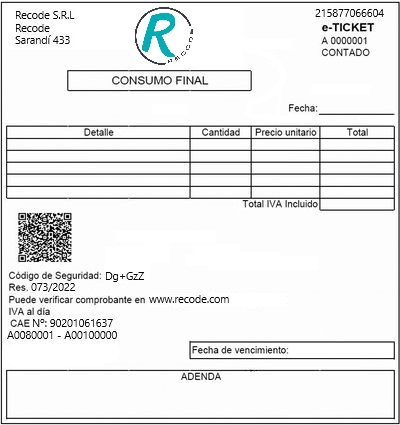 Recode S.R.L
Recode
Sarandí 433
R
RECODE
215877066604
e-TICKET
A 0000001
CONTADO
CONSUMO FINAL
Fecha:
Detalle Cantidad Precio unitario Total
Total IVA Incluido
Código de Seguridad: Dg+GzZ
Res. 073/2022
Puede verificar comprobante en www.recode.com
IVA al día
CAE Nº: 90201061637
A0080001 - A00100000
Fecha de vencimiento:
ADENDA